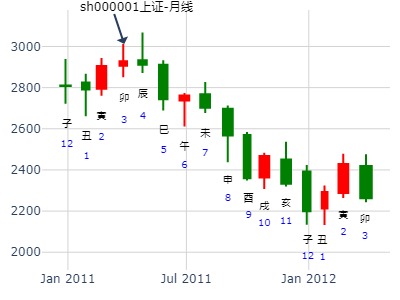 sh000001上证-月线
3000
2800
2600
2400
2200
2000
子
12
丑
1
寅
2
卯
3
辰
4
巳
5
午
6
未
7
申
8
酉
9
戌
10
亥
11
子
12
丑
1
寅
2
卯
3
Jan 2011
Jul 2011
Jan 2012